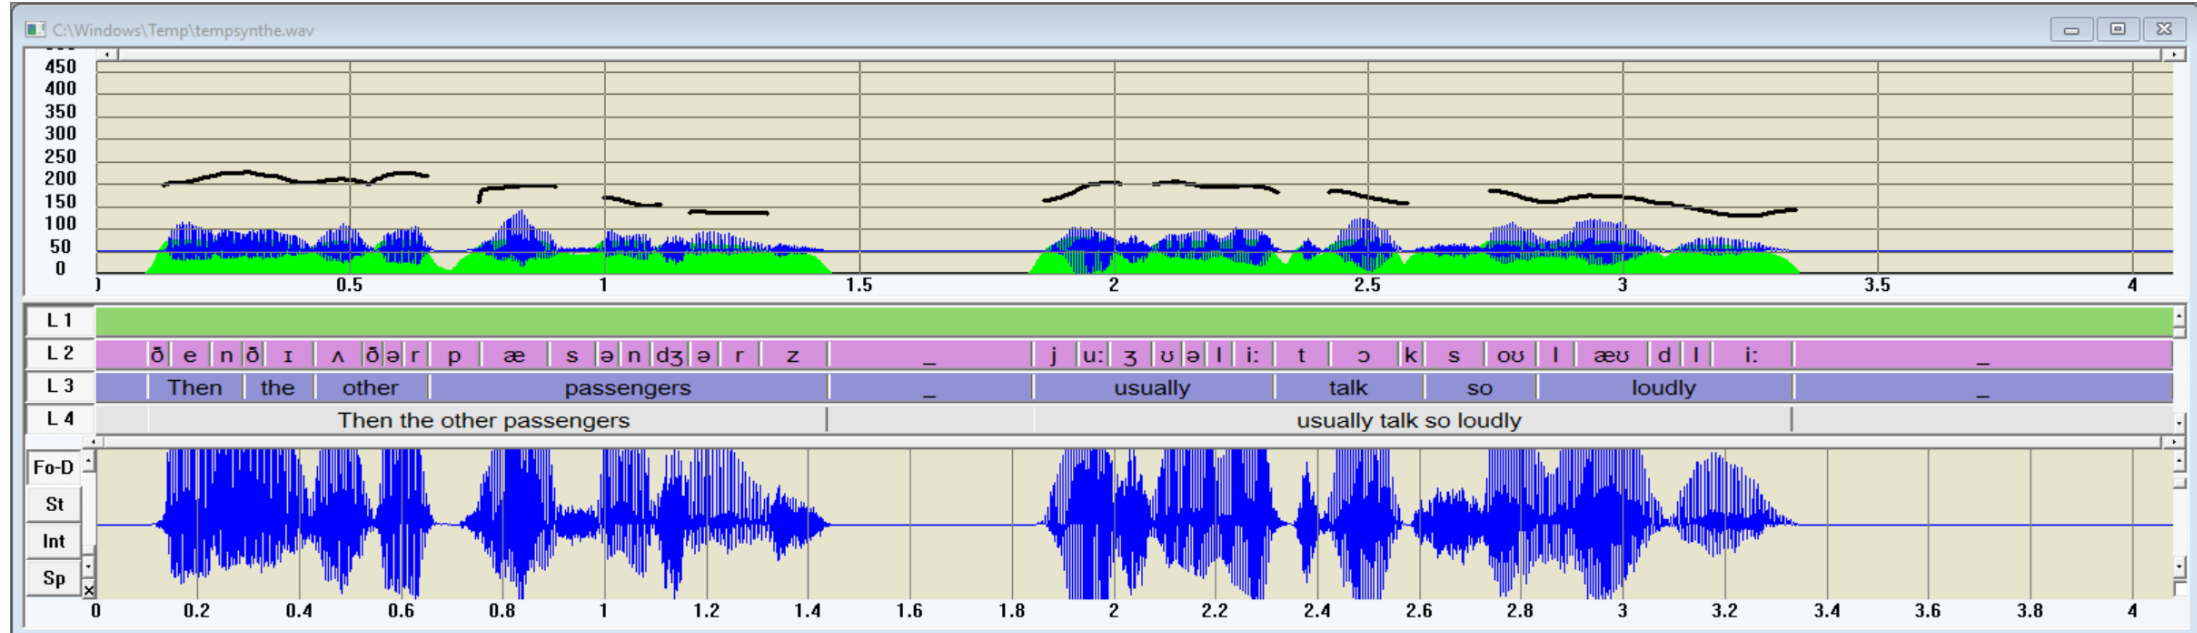 C:\Windows\Temp\tempsynthe.wav
450
400
350
300
250
200
150
100
50
0
0.5 1 1.5 2 2.5 3 3.5 4
L 1
L 2 ð e n ð ɪ ʌ ð ə r p æ s ə n dʒ ə r z _ j u: ʒ ʊ ə l i: t ɔ k s oʊ l æʊ d l i: _
L 3 Then the other passengers _ usually talk so loudly _
L 4 Then the other passengers usually talk so loudly
Fo-D
St
Int
Sp
0 0.2 0.4 0.6 0.8 1 1.2 1.4 1.6 1.8 2 2.2 2.4 2.6 2.8 3 3.2 3.4 3.6 3.8 4